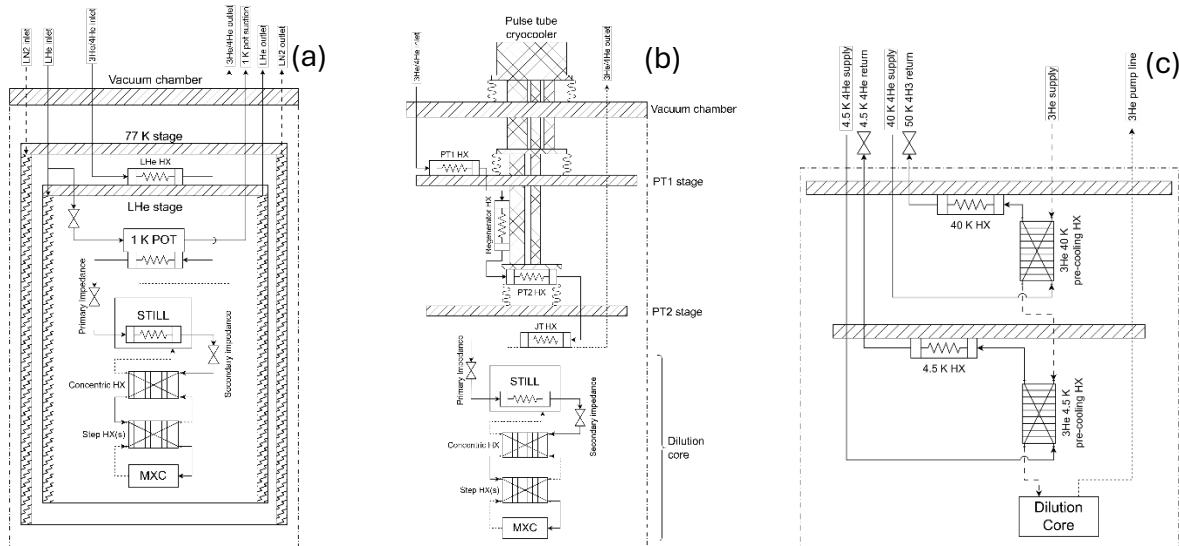 (a)
LN2 inlet
LHe inlet
3He/4He inlet
3He/4He outlet
1 K pot suction
LHe outlet
LN2 outlet
Vacuum chamber
77 K stage
LHe HX
LHe stage
1 K POT
Primary Impedance
STILL
Secondary impedance
Concentric HX
Step HX(s)
MXC
(b)
Pulse tube
cryocooler
3He/4He inlet
3He/4He outlet
Vacuum chamber
PT1 HX
PT1 stage
Regenerator HX
PT2 HX
PT2 stage
JT HX
Primary Impedance
STILL
Secondary impedance
Concentric HX
Step HX(s)
MXC
Dilution
core
(c)
4.5 K 4He supply
4.5 K 4He return
40 K 4He supply
50 K 4H3 return
3He supply
3He pump line
40 K HX
3He 40 K
pre-cooling HX
4.5 K HX
3He 4.5 K
pre-cooling HX
Dilution
Core